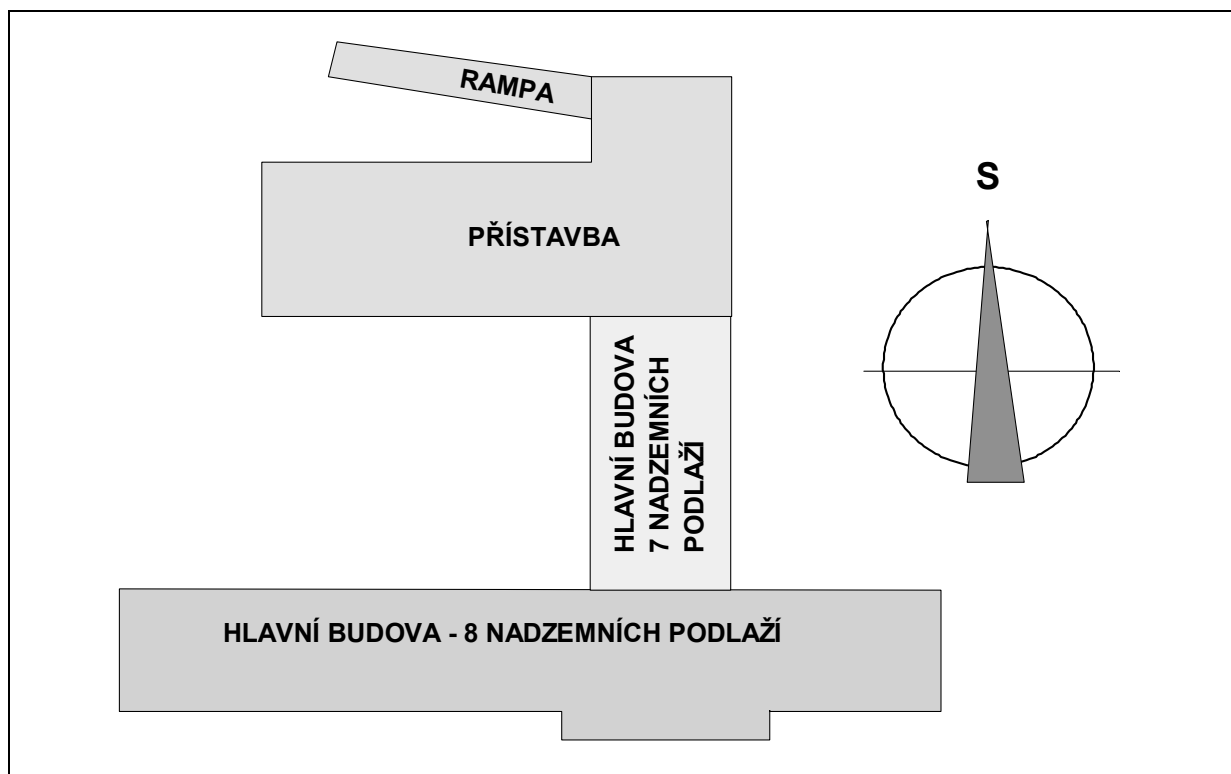 RAMPA
S
PŘÍSTAVBA
HLAVNÍ BUDOVA
7 NADZEMNÍCH
PODLAŽÍ
HLAVNÍ BUDOVA - 8 NADZEMNÍCH PODLAŽÍ